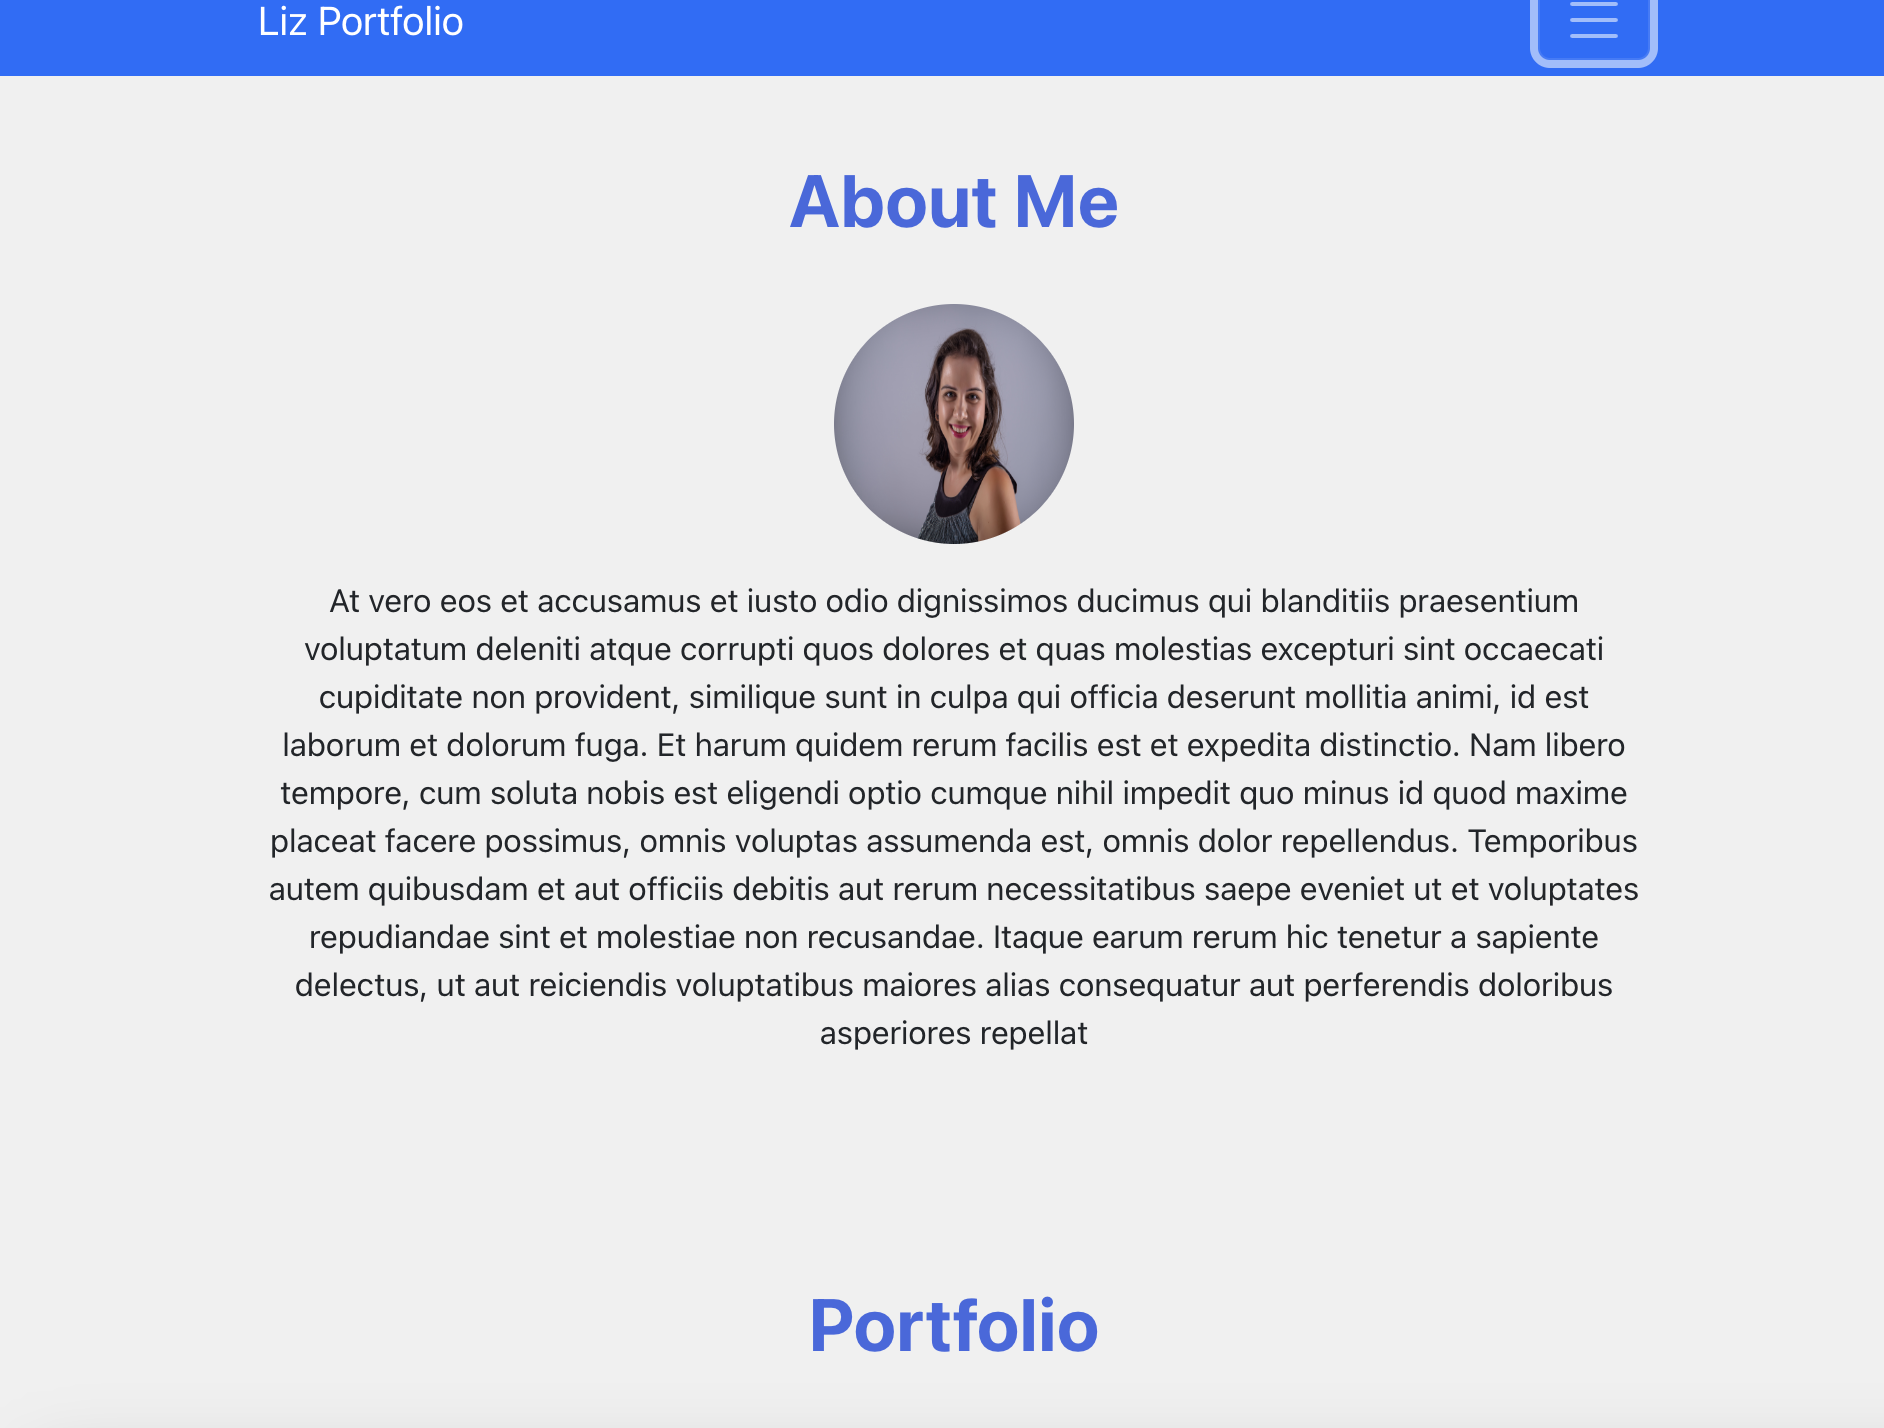 Liz Portfolio
About Me
At vero eos et accusamus et iusto odio dignissimos ducimus qui blanditiis praesentium
voluptatum deleniti atque corrupti quos dolores et quas molestias excepturi sint occaecati
cupiditate non provident, similique sunt in culpa qui officia deserunt mollitia animi, id est
laborum et dolorum fuga. Et harum quidem rerum facilis est et expedita distinctio. Nam libero
tempore, cum soluta nobis est eligendi optio cumque nihil impedit quo minus id quod maxime
placeat facere possimus, omnis voluptas assumenda est, omnis dolor repellendus. Temporibus
autem quibusdam et aut officiis debitis aut rerum necessitatibus saepe eveniet ut et voluptates
repudiandae sint et molestiae non recusandae. Itaque earum rerum hic tenetur a sapiente
delectus, ut aut reiciendis voluptatibus maiores alias consequatur aut perferendis doloribus
asperiores repellat
Portfolio